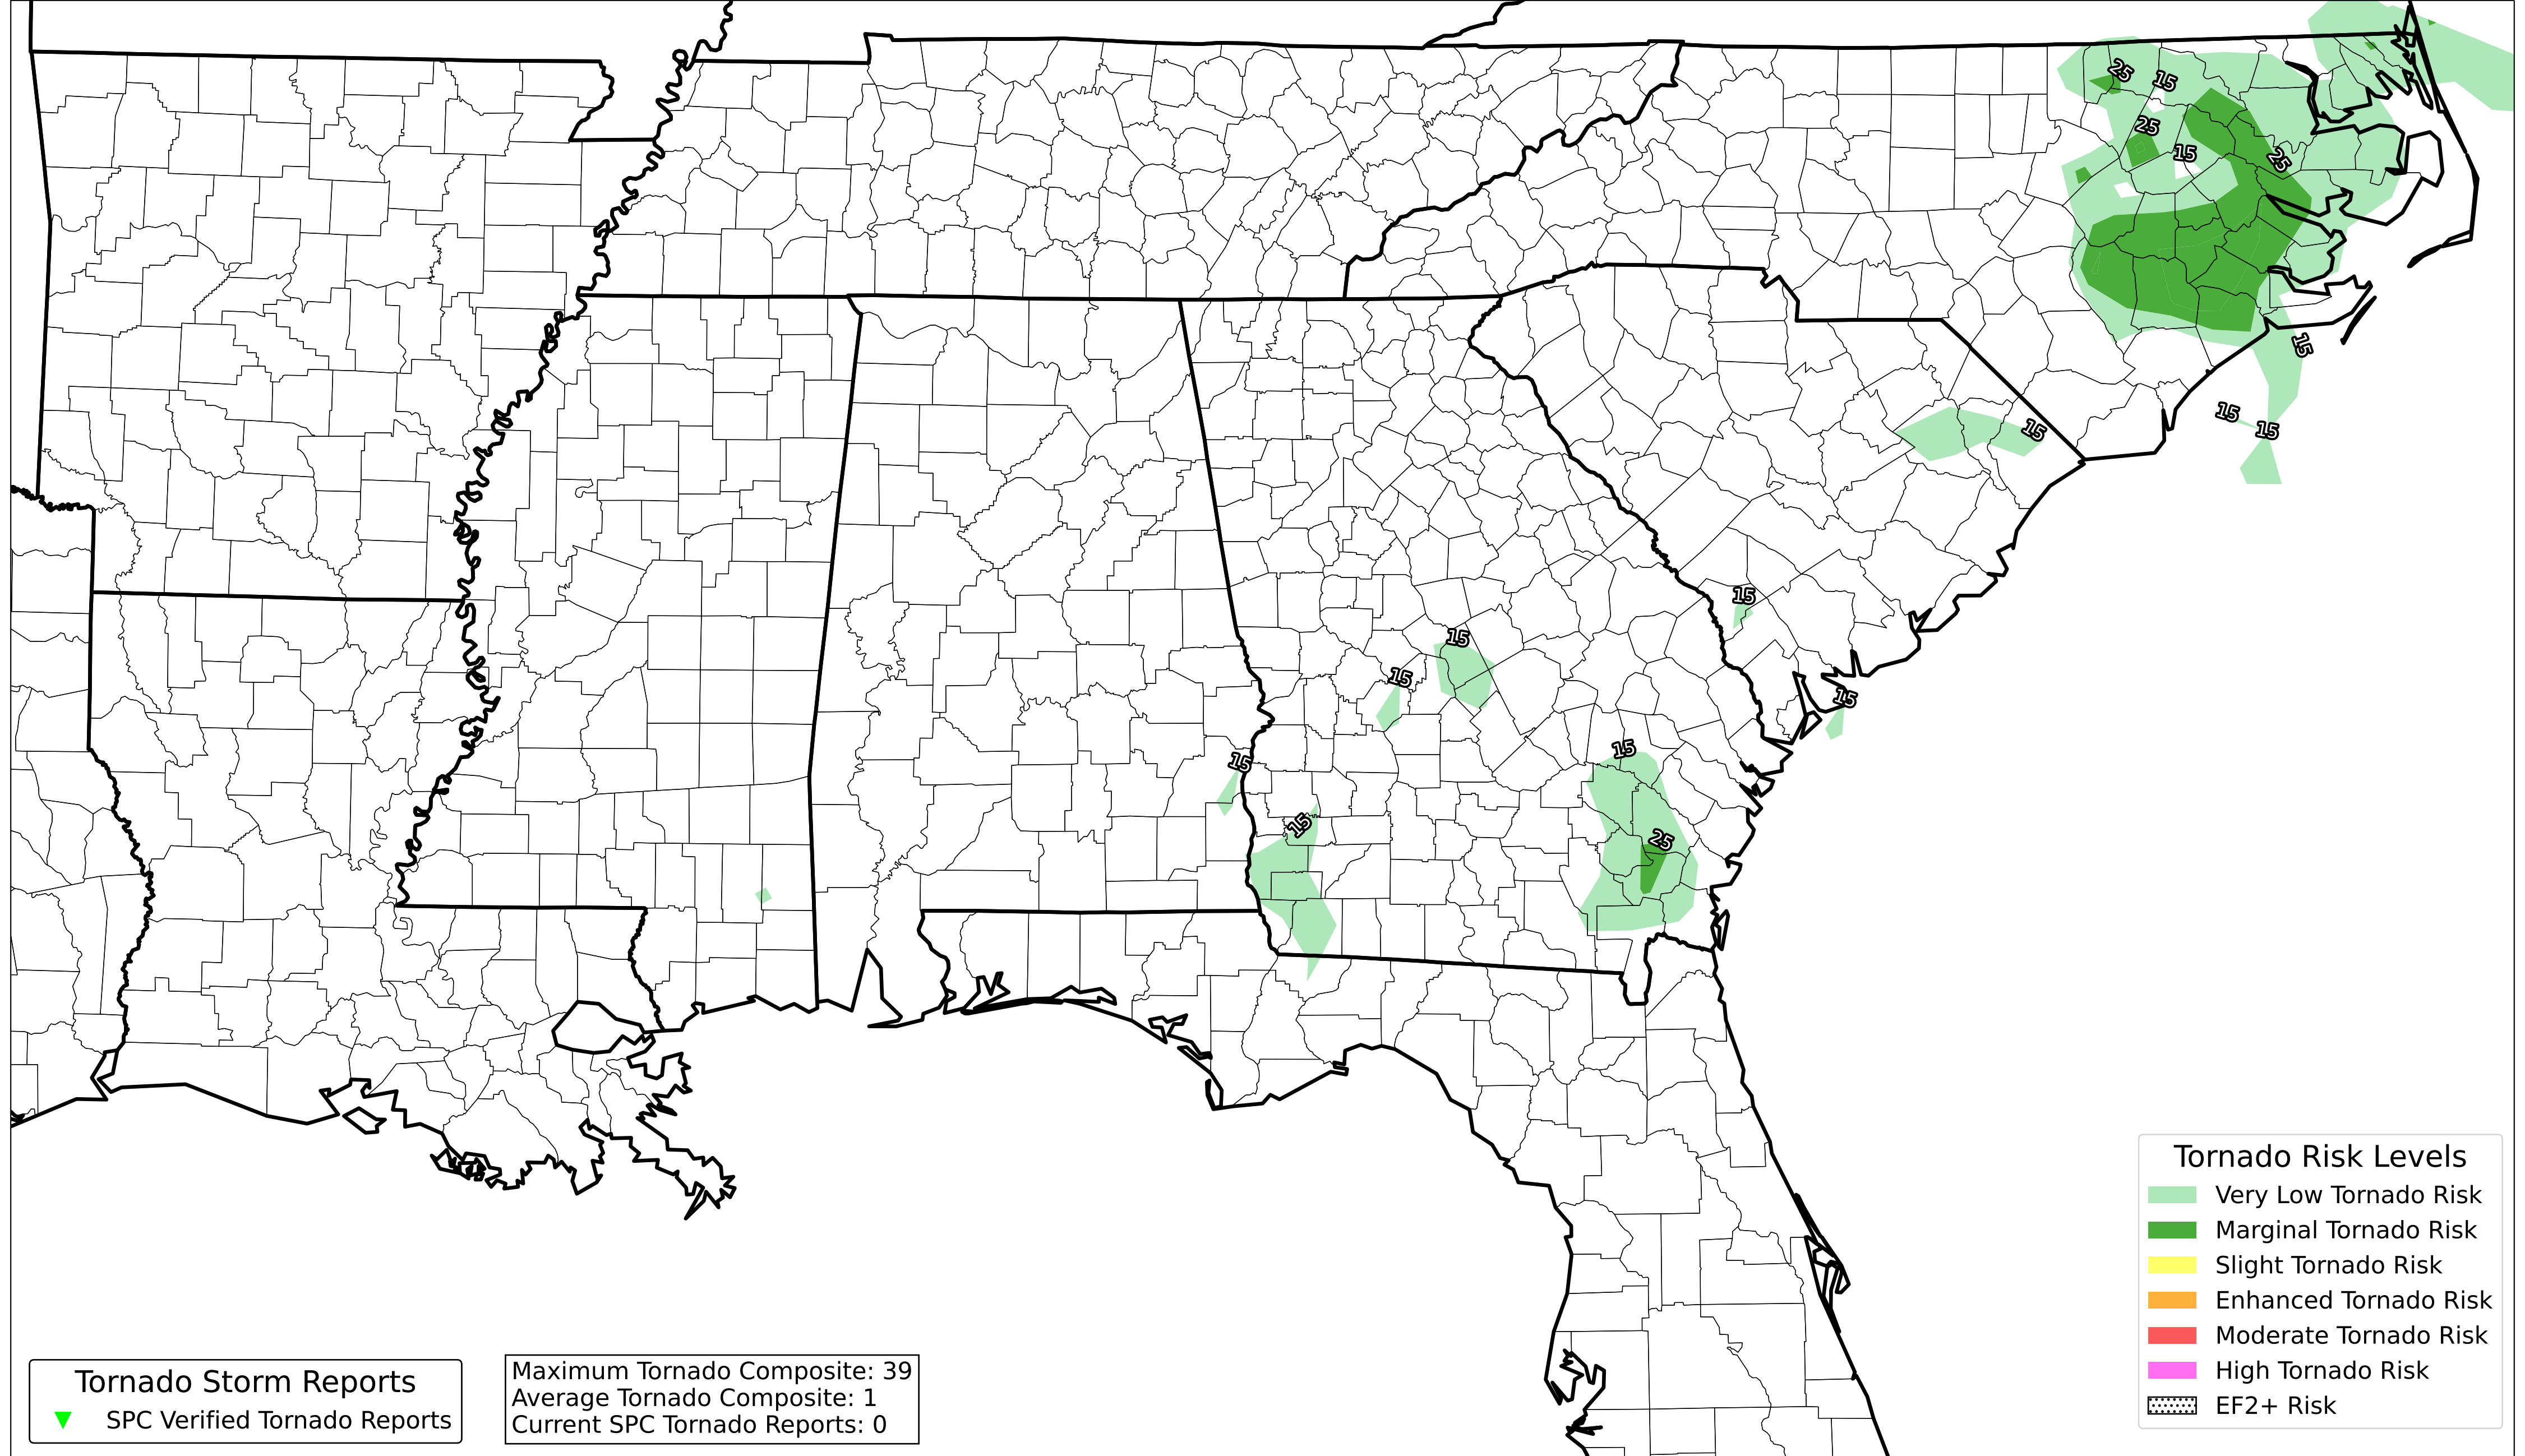 25
15
25
15
25
15
15
15
15
15
15
15
15
15
15
15
25
Tornado Risk Levels
Very Low Tornado Risk
Marginal Tornado Risk
Slight Tornado Risk
Enhanced Tornado Risk
Moderate Tornado Risk
High Tornado Risk
EF2+ Risk
Tornado Storm Reports
SPC Verified Tornado Reports
Maximum Tornado Composite: 39
Average Tornado Composite: 1
Current SPC Tornado Reports: 0